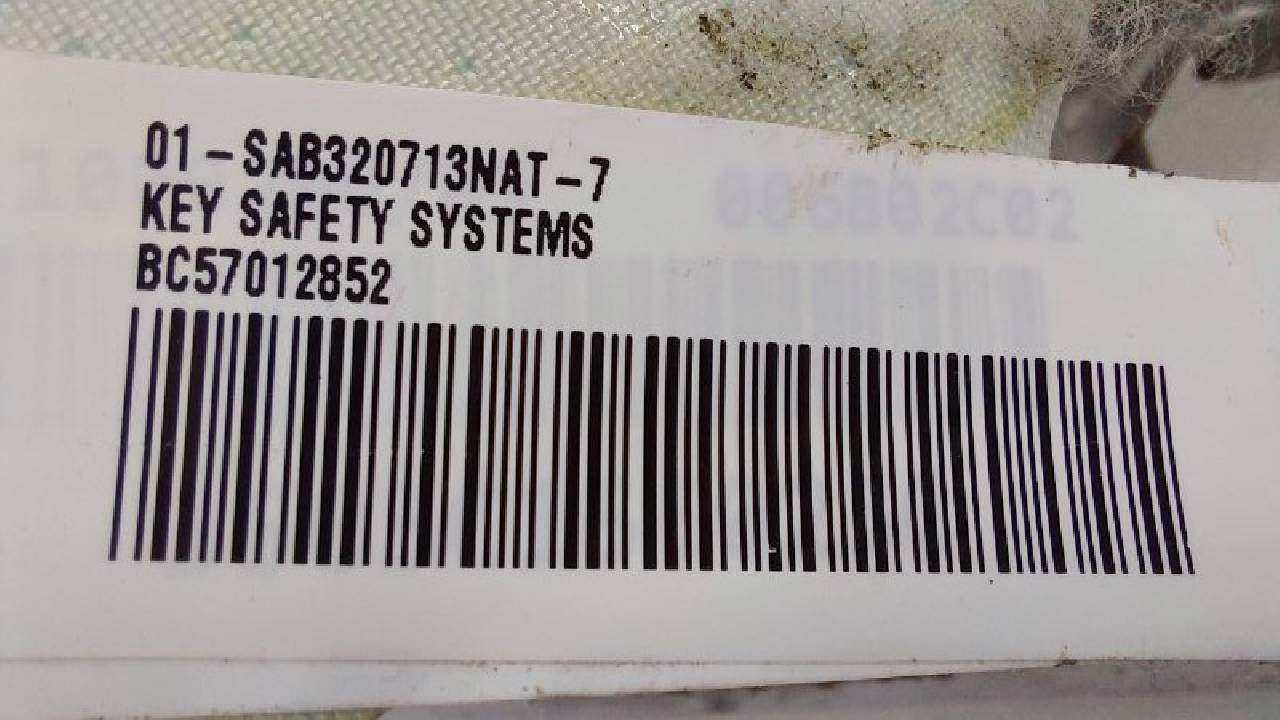 01-SAB320713NAT-7
KEY SAFETY SYSTEMS
BC57012852